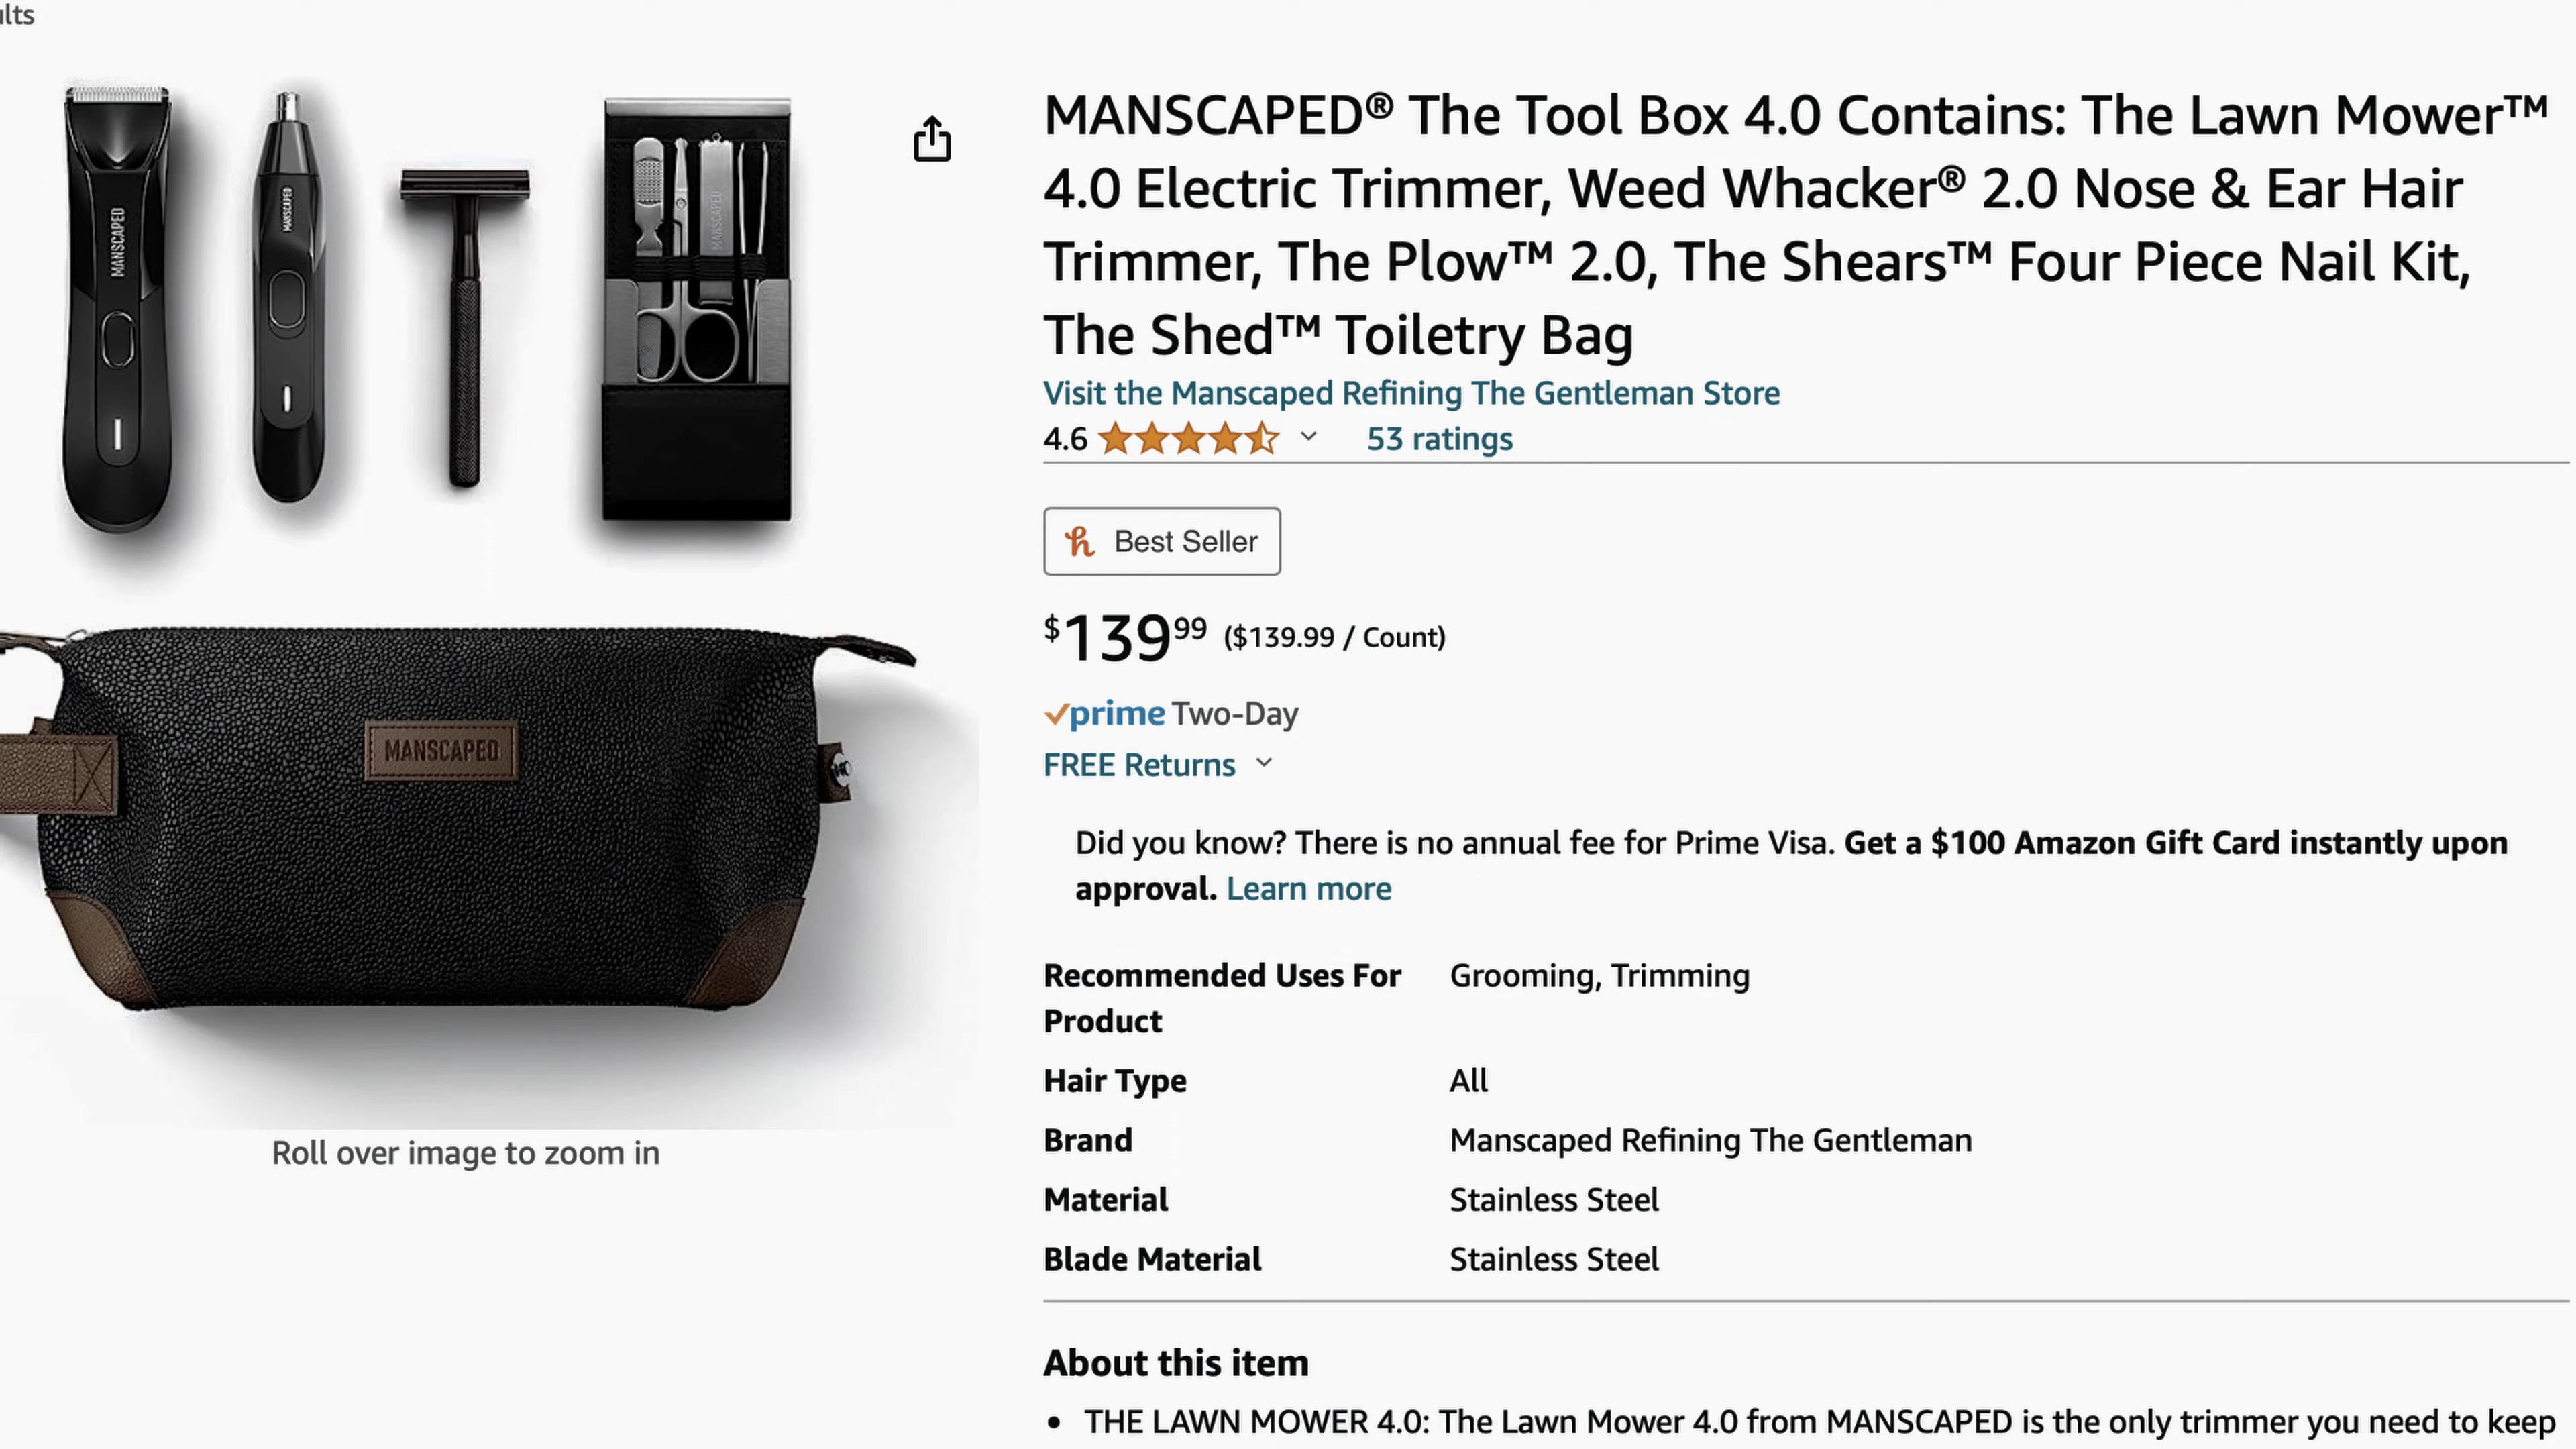 MANSCAPED® The Tool Box 4.0 Contains: The Lawn Mower™
4.0 Electric Trimmer, Weed Whacker® 2.0 Nose & Ear Hair
Trimmer, The Plow™ 2.0, The Shears™ Four Piece Nail Kit,
The Shed™ Toiletry Bag
Visit the Manscaped Refining The Gentleman Store
4.6 53 ratings
Best Seller
$139.99 ($139.99 / Count)
prime Two-Day
FREE Returns
Did you know? There is no annual fee for Prime Visa. Get a $100 Amazon Gift Card instantly upon
approval. Learn more
Recommended Uses For Grooming, Trimming
Product
Hair Type All
Brand Manscaped Refining The Gentleman
Material Stainless Steel
Blade Material Stainless Steel
About this item
• THE LAWN MOWER 4.0: The Lawn Mower 4.0 from MANSCAPED is the only trimmer you need to keep
MANSCAPED
MANSCAPED
MANSCAPED
MANSCAPED
Roll over image to zoom in